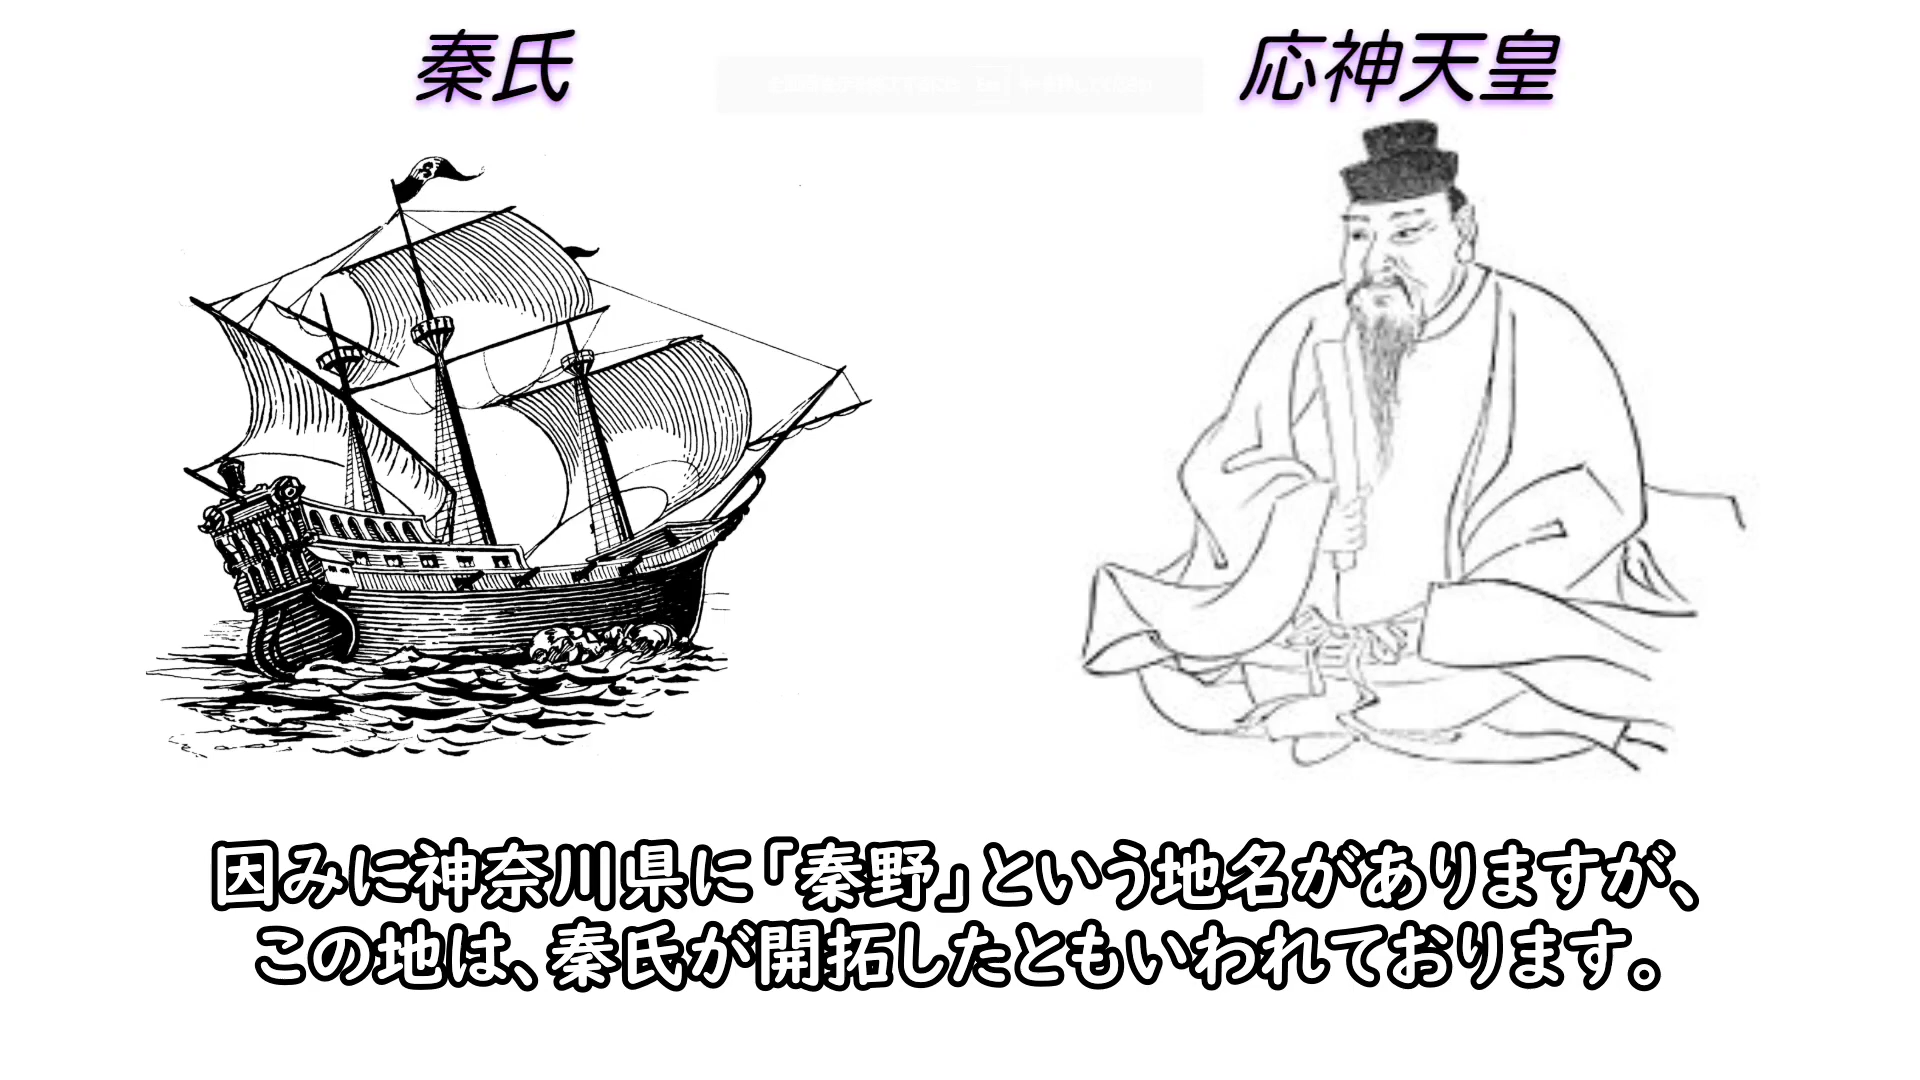 秦氏
応神天皇
因みに神奈川県に「秦野」という地名がありますが、
この地は、秦氏が開拓したともいわれております。